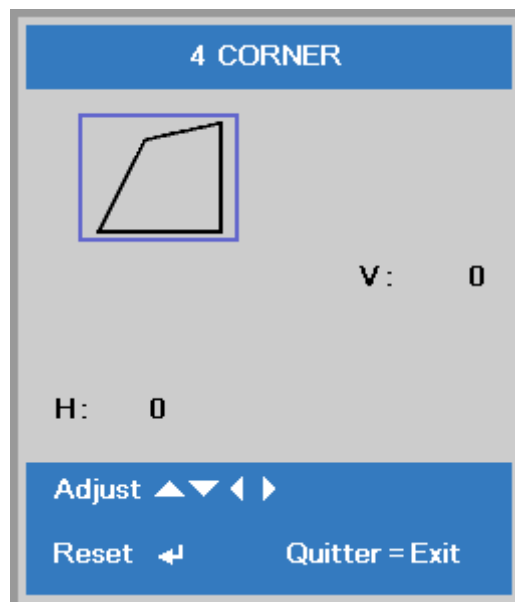 4 CORNER
V: 0
H: 0
Adjust
Reset Quitter = Exit